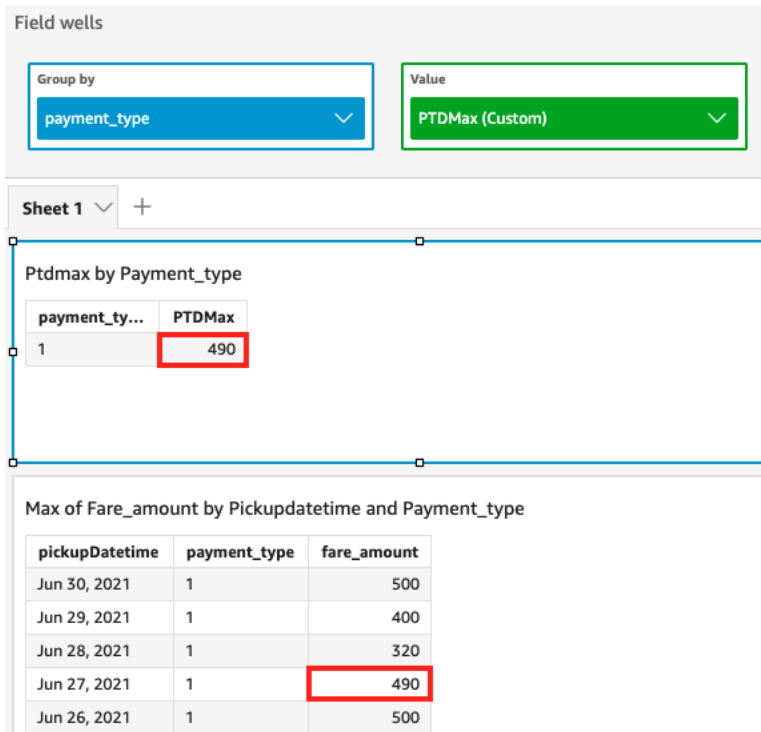 Field wells
Group by
Value
payment_type
PTDMax (Custom)
Sheet 1
Ptdmax by Payment_type
payment_ty... PTDMax
1 490
Max of Fare_amount by Pickupdatetime and Payment_type
pickupDatetime payment_type fare_amount
Jun 30, 2021 1 500
Jun 29, 2021 1 400
Jun 28, 2021 1 320
Jun 27, 2021 1 490
Jun 26, 2021 1 500